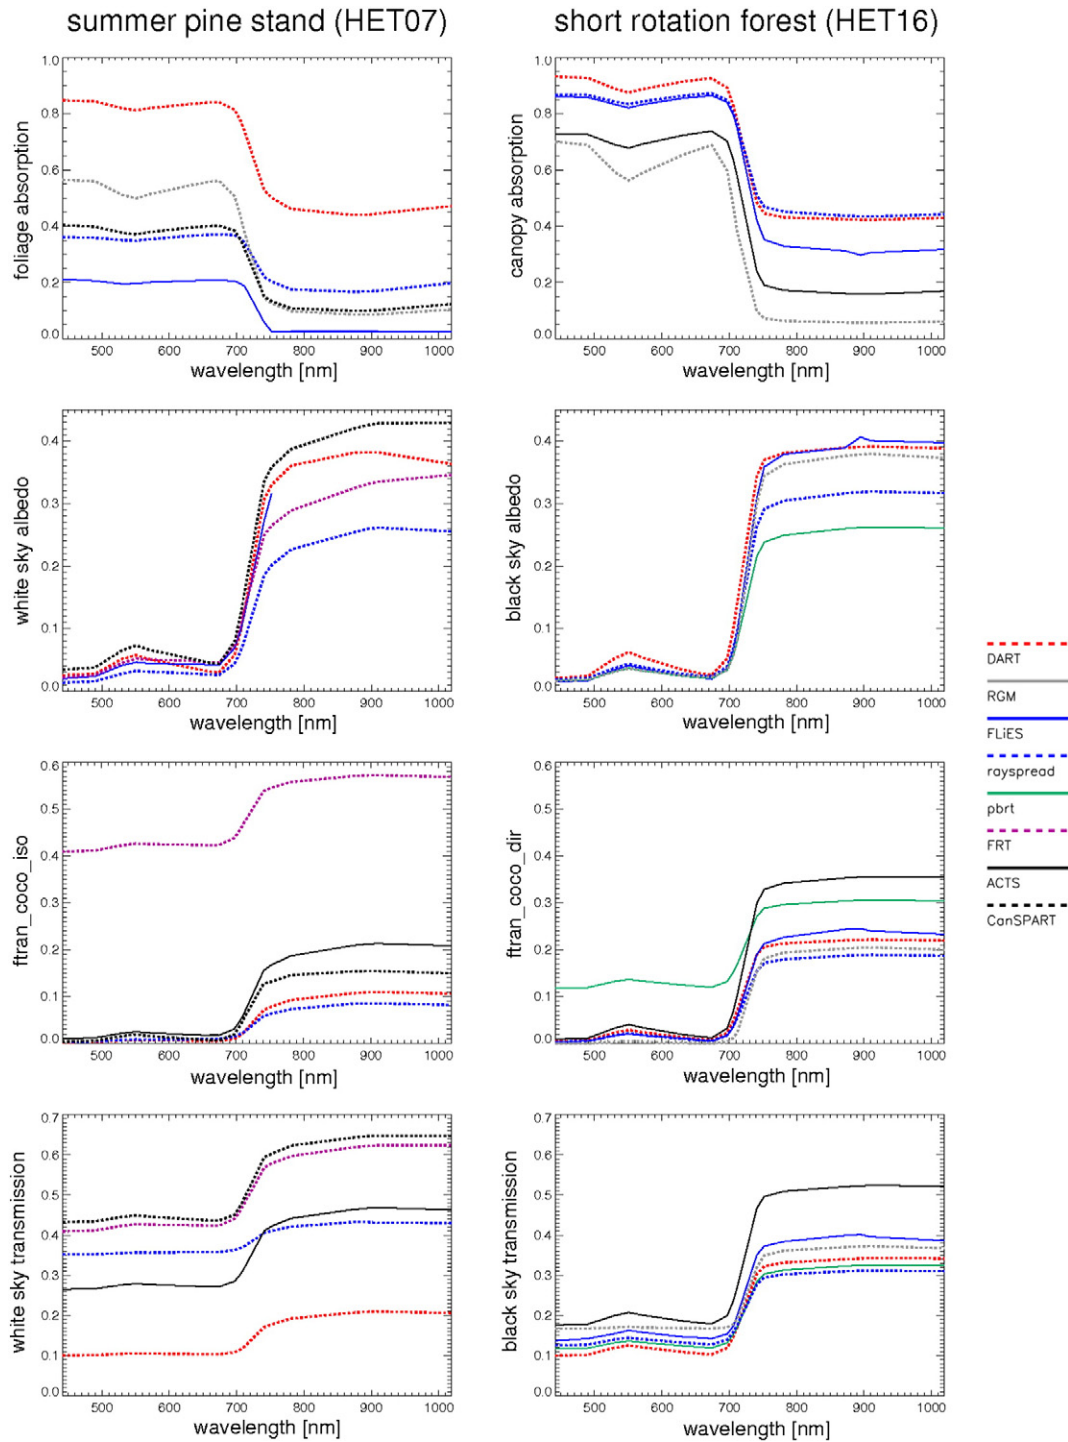 summer pine stand (HET07)
short rotation forest (HET16)
foliage absorption
1.0
0.8
0.6
0.4
0.2
0.0
500 600 700 800 900 1000
wavelength [nm]
canopy absorption
1.0
0.8
0.6
0.4
0.2
0.0
500 600 700 800 900 1000
wavelength [nm]
white sky albedo
0.4
0.3
0.2
0.1
0.0
500 600 700 800 900 1000
wavelength [nm]
black sky albedo
0.4
0.3
0.2
0.1
0.0
500 600 700 800 900 1000
wavelength [nm]
ftran_coco_iso
0.6
0.5
0.4
0.3
0.2
0.1
0.0
500 600 700 800 900 1000
wavelength [nm]
ftran_coco_dir
0.6
0.5
0.4
0.3
0.2
0.1
0.0
500 600 700 800 900 1000
wavelength [nm]
white sky transmission
0.7
0.6
0.5
0.4
0.3
0.2
0.1
0.0
500 600 700 800 900 1000
wavelength [nm]
black sky transmission
0.7
0.6
0.5
0.4
0.3
0.2
0.1
0.0
500 600 700 800 900 1000
wavelength [nm]
DART
RGM
FLiES
rayspread
pbrt
FRT
ACTS
CanSPART